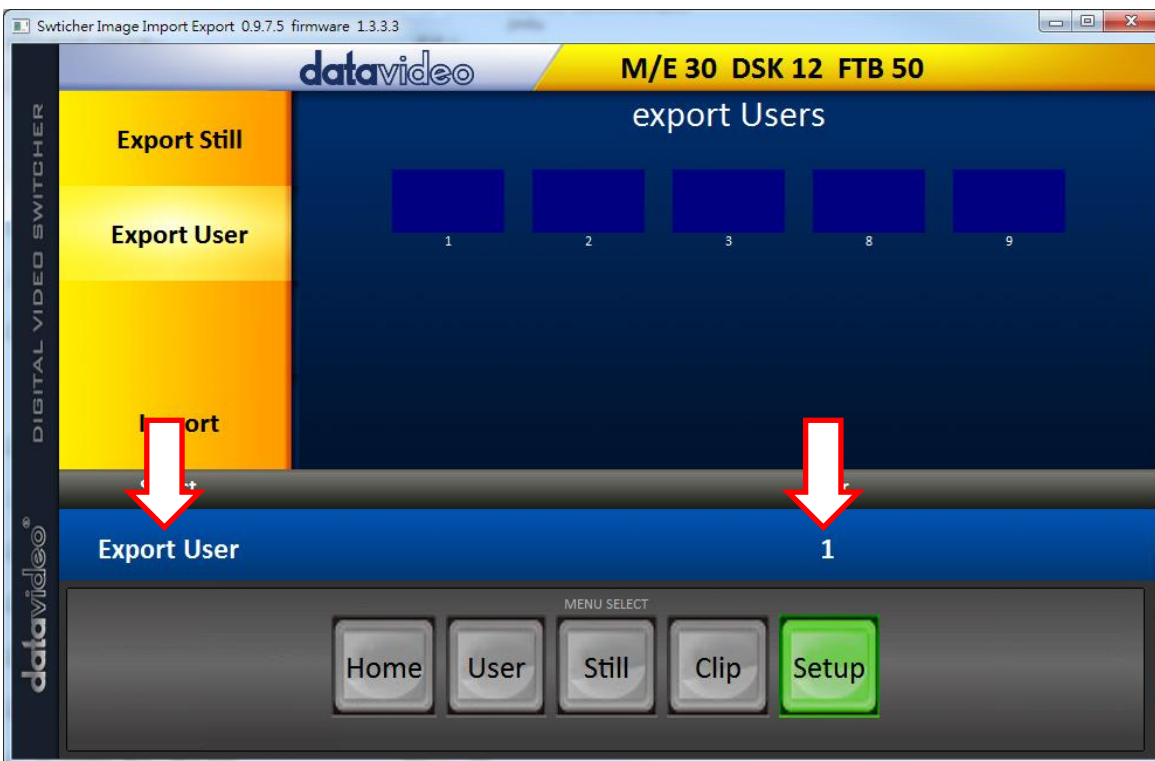 Swticher Image Import Export 0.9.7.5 firmware 1.3.3.3
datavideo
M/E 30 DSK 12 FTB 50
DIGITAL VIDEO SWITCHER
datavideo®
Export Still
Export User
export Users
1 2 3 8 9
Export User
1
MENU SELECT
Home User Still Clip Setup